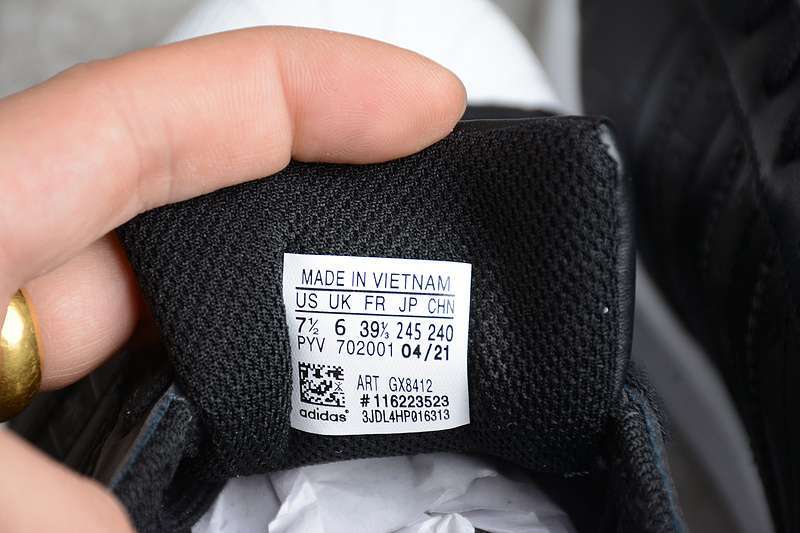 MADE IN VIETNAM
US UK FR JP CHN
7½ 6 39⅓ 245 240
PYV 702001 04/21
ART GX8412
#116223523
adidas® 3JDL4HP016313